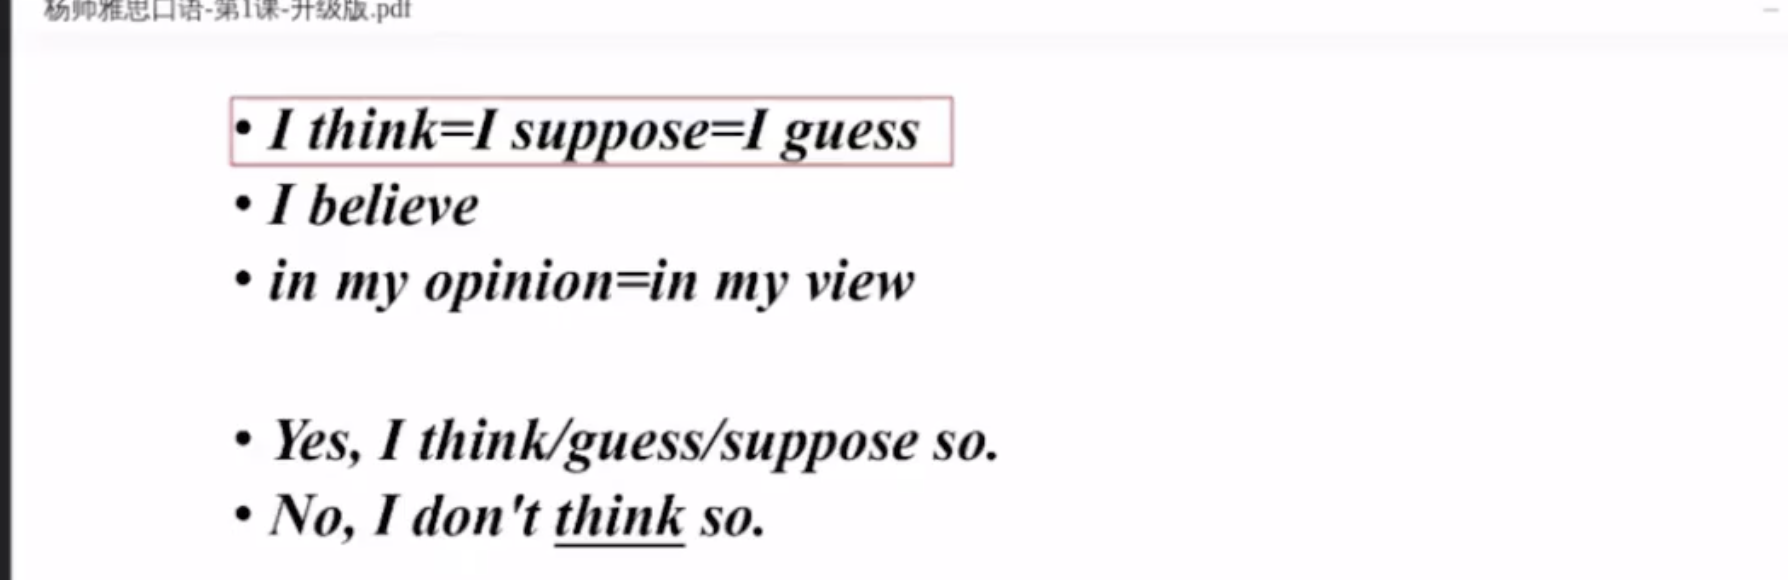 杨帅雅思口语-第1课-升级版.pdf
• I think=I suppose=I guess
• I believe
• in my opinion=in my view
• Yes, I think/guess/suppose so.
• No, I don't think so.